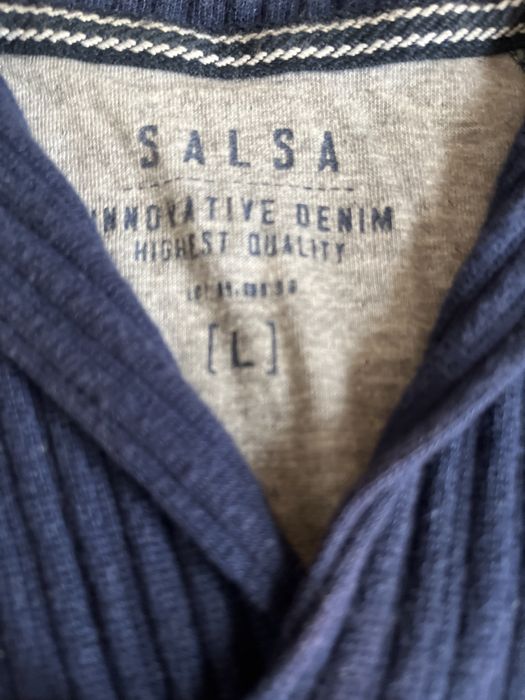 SALSA
INNOVATIVE DENIM
HIGHEST QUALITY
[L]